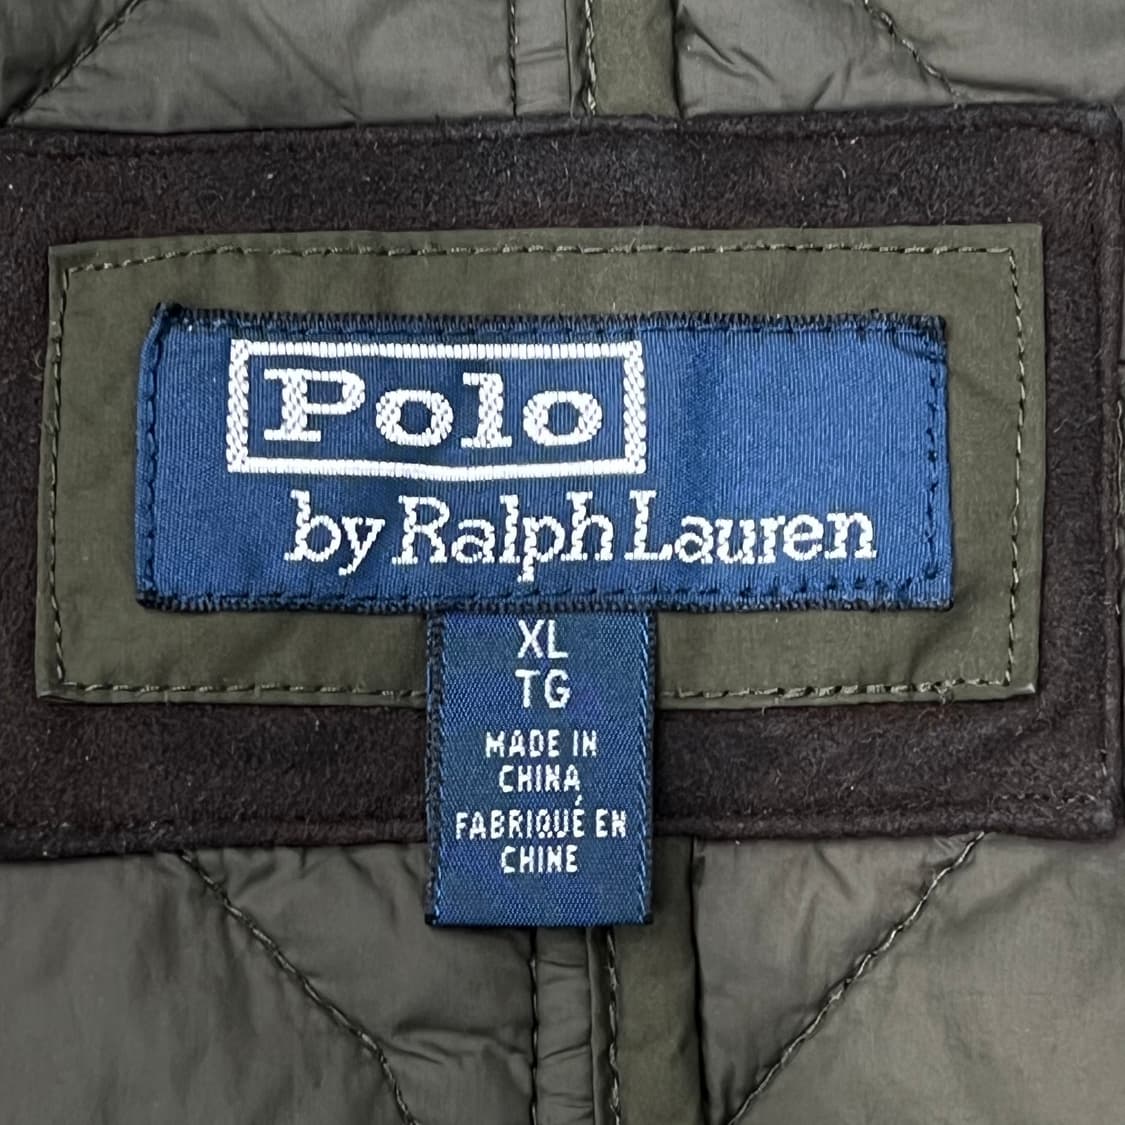 Polo
by Ralph Lauren
XL
TG
MADE IN
CHINA
FABRIQUÉ EN
CHINE